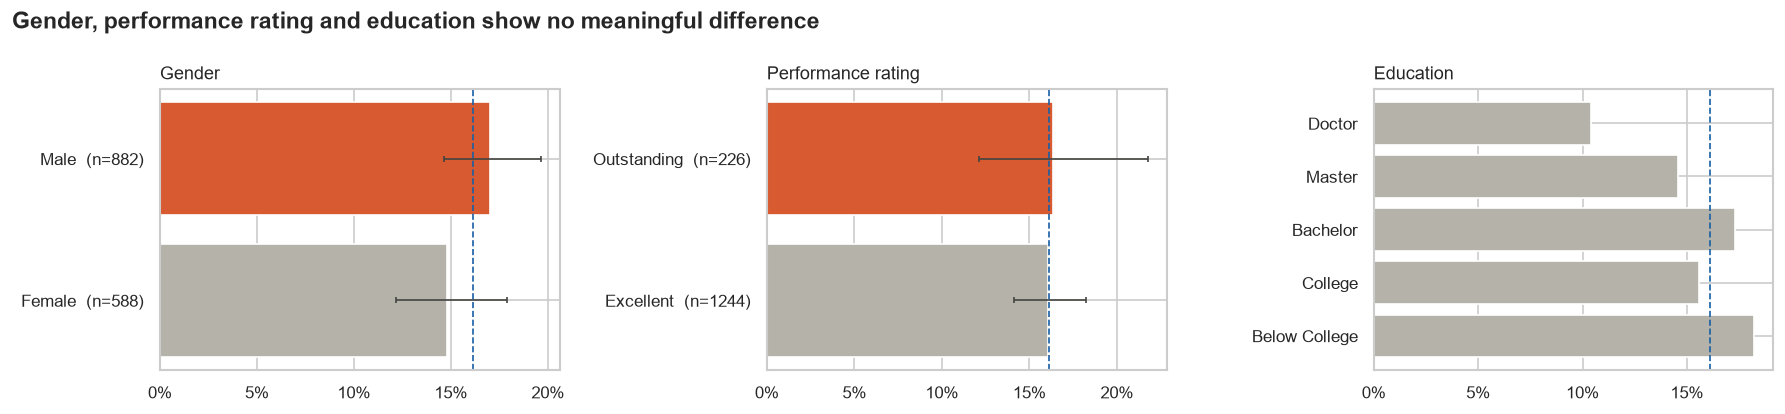 Gender, performance rating and education show no meaningful difference
Gender
Male (n=882)
Female (n=588)
0% 5% 10% 15% 20%
Performance rating
Outstanding (n=226)
Excellent (n=1244)
0% 5% 10% 15% 20%
Education
Doctor
Master
Bachelor
College
Below College
0% 5% 10% 15%